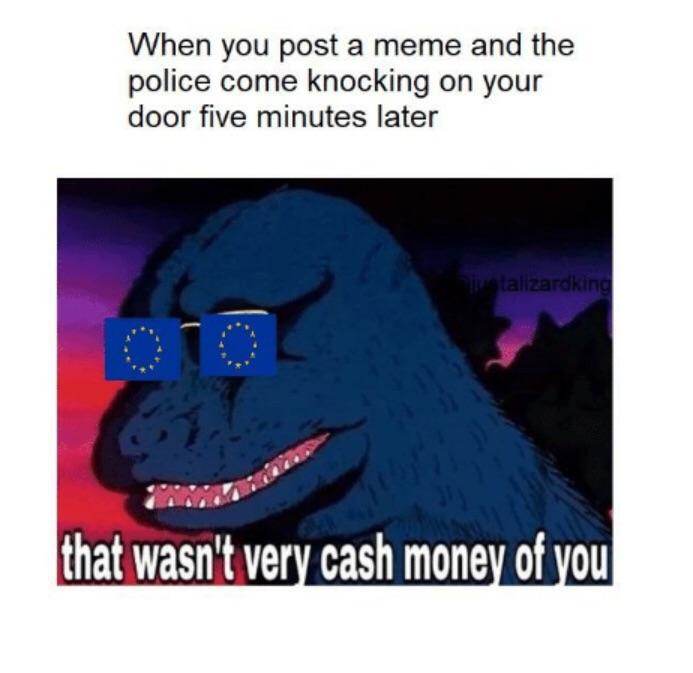 When you post a meme and the
police come knocking on your
door five minutes later
justalizardking
that wasn't very cash money of you